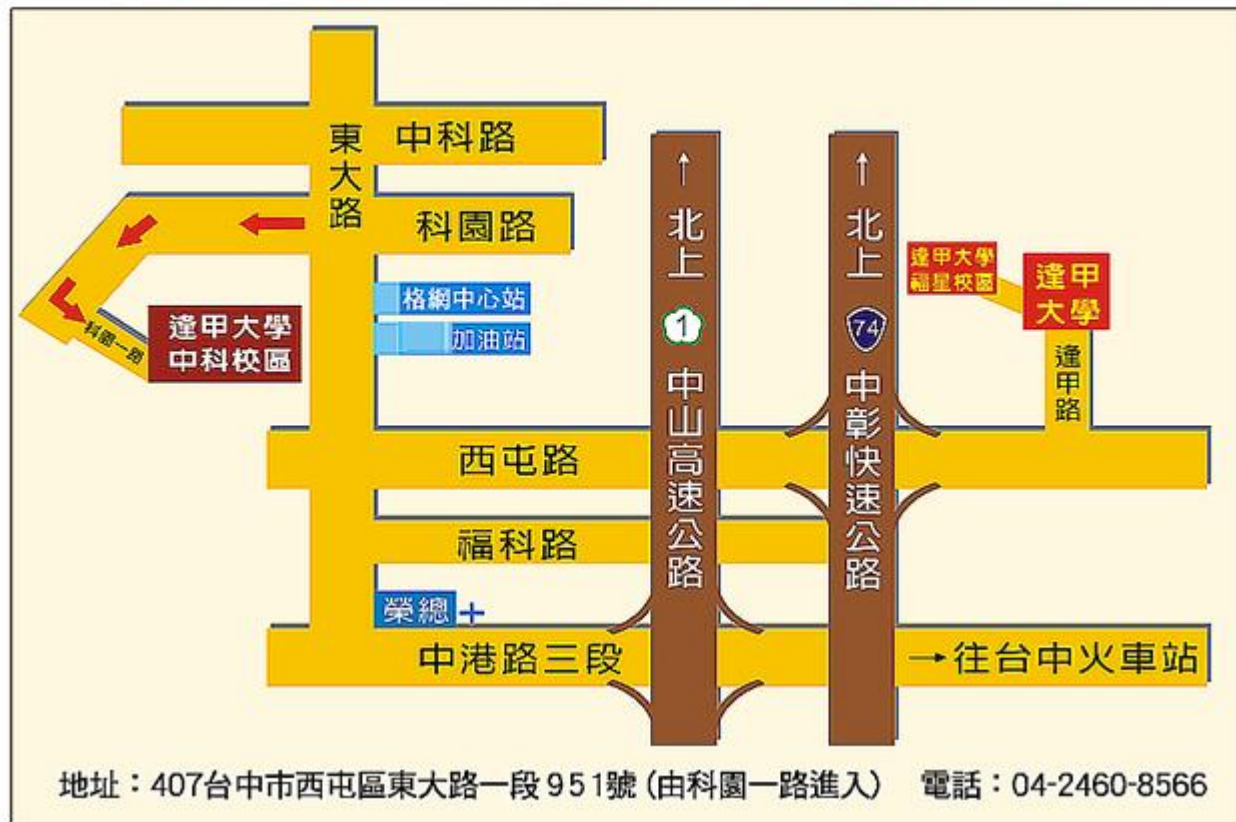 中科路
東大路
科園路
格網中心站
加油站
科園一路
逢甲大學
中科校區
↑北上
1
中山高速公路
↑北上
74
中彰快速公路
逢甲大學
福星校區
逢甲
大學
逢甲路
西屯路
福科路
榮總+
中港路三段
→往台中火車站
地址：407台中市西屯區東大路一段951號(由科園一路進入) 電話：04-2460-8566